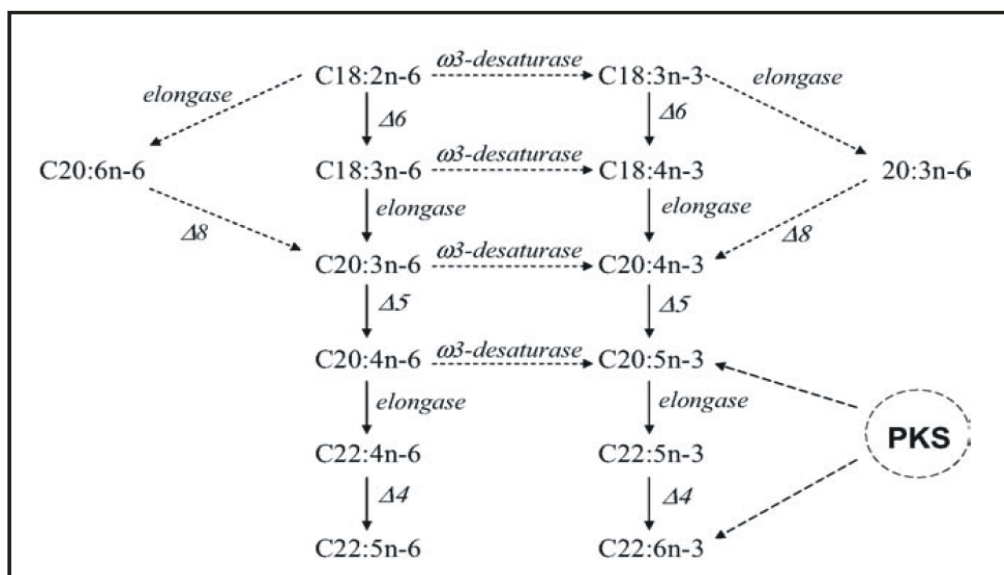 C18:2n-6 ω3-desaturase C18:3n-3
elongase Δ6 Δ6 elongase
C20:6n-6 C18:3n-6 ω3-desaturase C18:4n-3 20:3n-6
Δ8 elongase elongase Δ8
C20:3n-6 ω3-desaturase C20:4n-3
Δ5 Δ5
C20:4n-6 ω3-desaturase C20:5n-3
elongase elongase
PKS
C22:4n-6 C22:5n-3
Δ4 Δ4
C22:5n-6 C22:6n-3